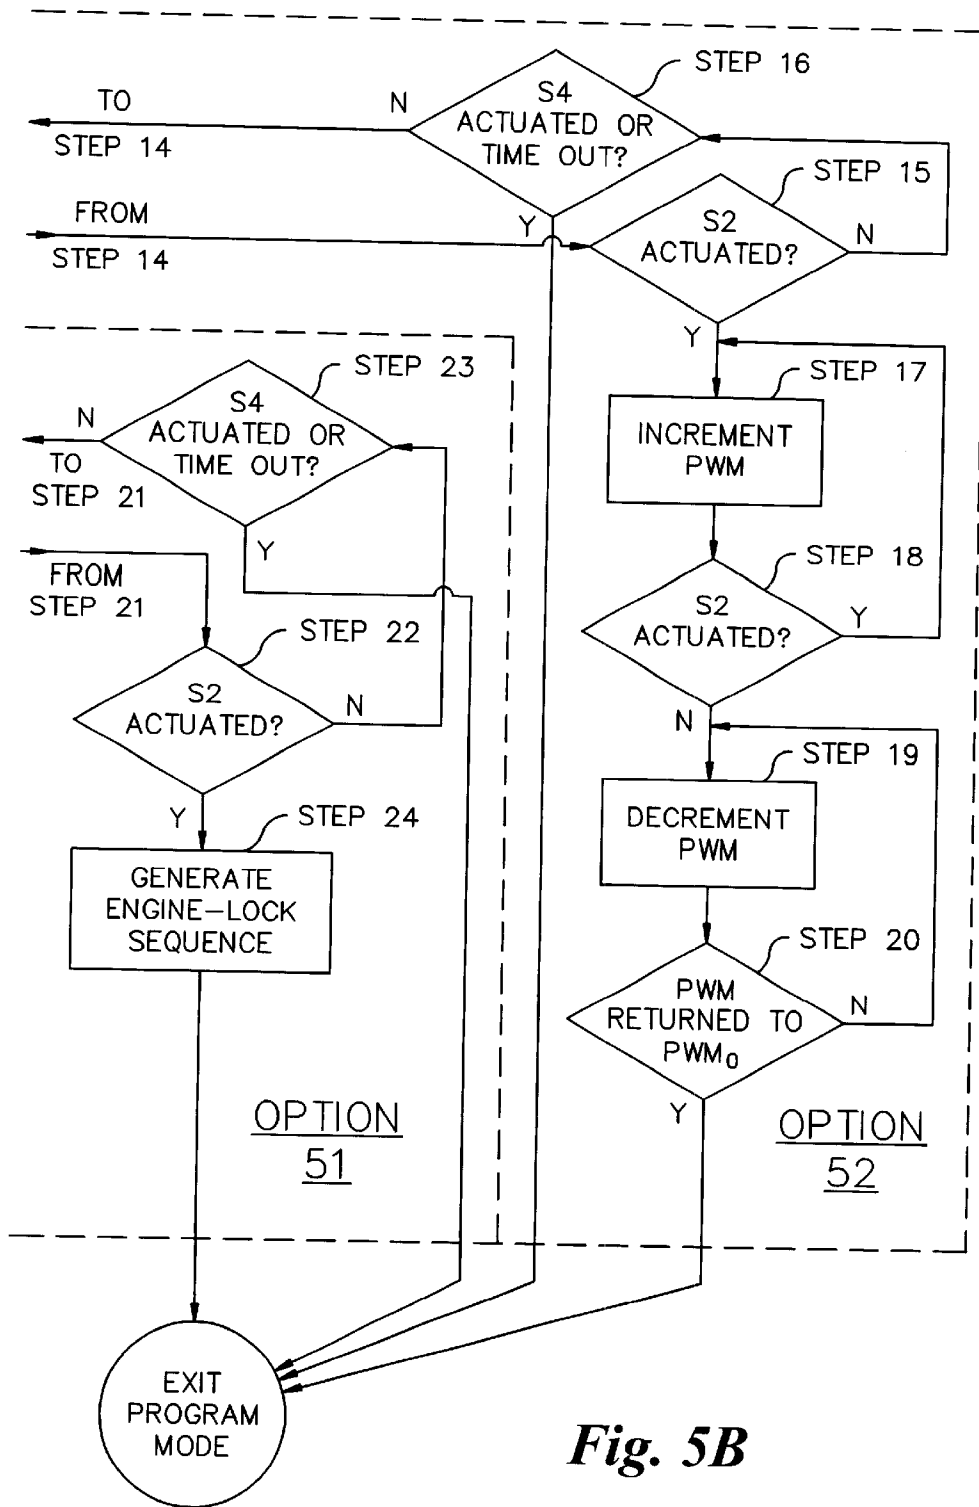 STEP 16
S4
ACTUATED OR
TIME OUT?
N
TO
STEP 14
Y
STEP 15
S2
ACTUATED?
N
FROM
STEP 14
Y
STEP 17
INCREMENT
PWM
STEP 18
S2
ACTUATED?
Y
N
STEP 19
DECREMENT
PWM
STEP 20
PWM
RETURNED TO
PWM₀
N
Y
OPTION
52
STEP 23
S4
ACTUATED OR
TIME OUT?
N
TO
STEP 21
Y
FROM
STEP 21
STEP 22
S2
ACTUATED?
N
Y
STEP 24
GENERATE
ENGINE-LOCK
SEQUENCE
OPTION
51
EXIT
PROGRAM
MODE
Fig. 5B